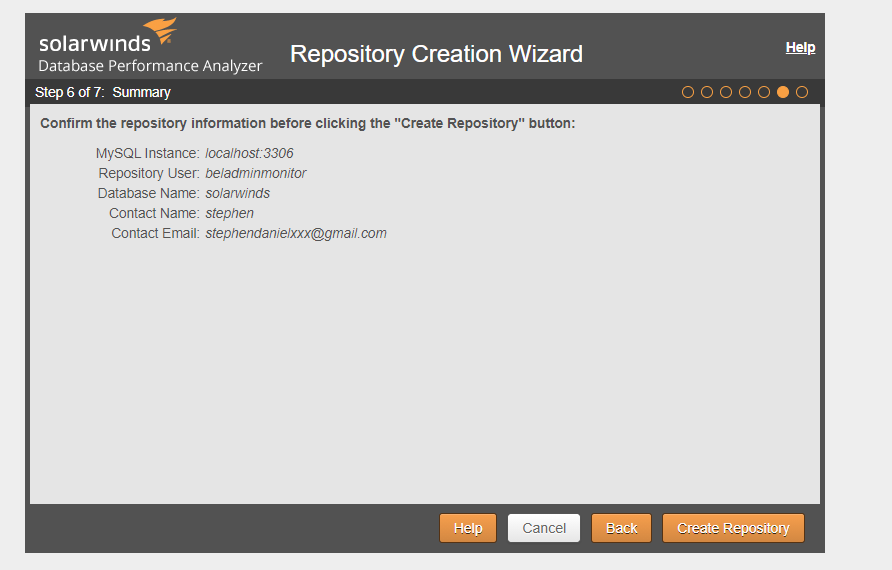 solarwinds
Database Performance Analyzer
Repository Creation Wizard
Help
Step 6 of 7: Summary
Confirm the repository information before clicking the "Create Repository" button:
MySQL Instance: localhost:3306
Repository User: beladminmonitor
Database Name: solarwinds
Contact Name: stephen
Contact Email: stephendanielxxx@gmail.com
Help Cancel Back Create Repository